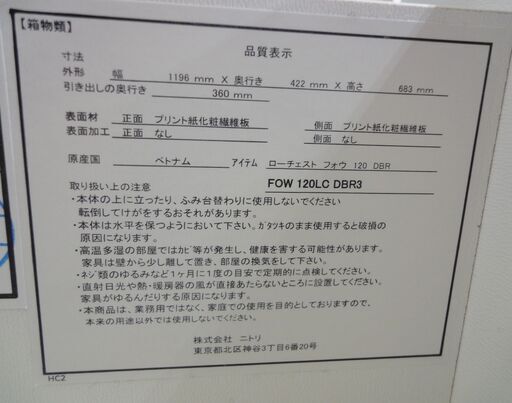 【箱物類】
品質表示
寸法
外形 幅 1196 mm X 奥行き 422 mm X 高さ 683 mm
引き出しの奥行き 360 mm
表面材 正面 プリント紙化粧繊維板 側面 プリント紙化粧繊維板
表面加工 正面 なし 側面 なし
原産国 ベトナム アイテム ローチェスト フォウ 120 DBR
取り扱い上の注意 FOW 120LC DBR3
・本体の上に立ったり、ふみ台替わりに使用しないでください
転倒してけがをするおそれがあります。
・本体は水平を保つようにおいて下さい。ガタツキのまま使用すると破損の
原因になります。
・高温多湿の部屋ではカビ等が発生し、健康を害する可能性があります。
家具は壁から少し離して置き、部屋の換気をして下さい。
・ネジ類のゆるみなど1ヶ月に1度の目安で定期的に点検してください。
・直射日光や熱・暖房器の風が直接あたらないところに設置してください。
家具がゆるんだりする原因になります。
・本商品は、業務用ではなく、家庭での使用を目的としておりますので、
本来の用途以外では使用しないでください。
株式会社 ニトリ
東京都北区神谷3丁目6番20号
HC2